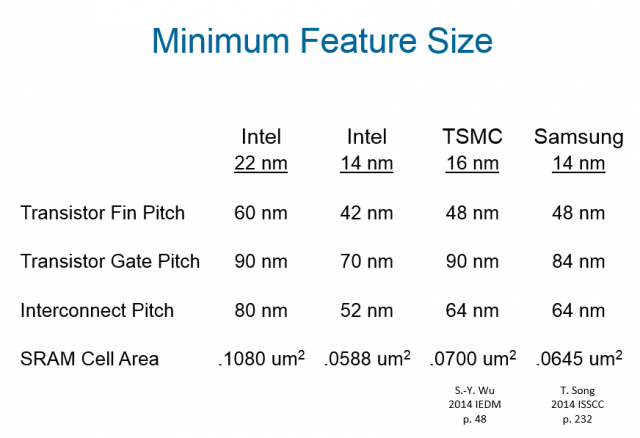 Minimum Feature Size
Intel Intel TSMC Samsung
22 nm 14 nm 16 nm 14 nm
Transistor Fin Pitch 60 nm 42 nm 48 nm 48 nm
Transistor Gate Pitch 90 nm 70 nm 90 nm 84 nm
Interconnect Pitch 80 nm 52 nm 64 nm 64 nm
SRAM Cell Area .1080 um² .0588 um² .0700 um² .0645 um²
S.-Y. Wu T. Song
2014 IEDM 2014 ISSCC
p. 48 p. 232